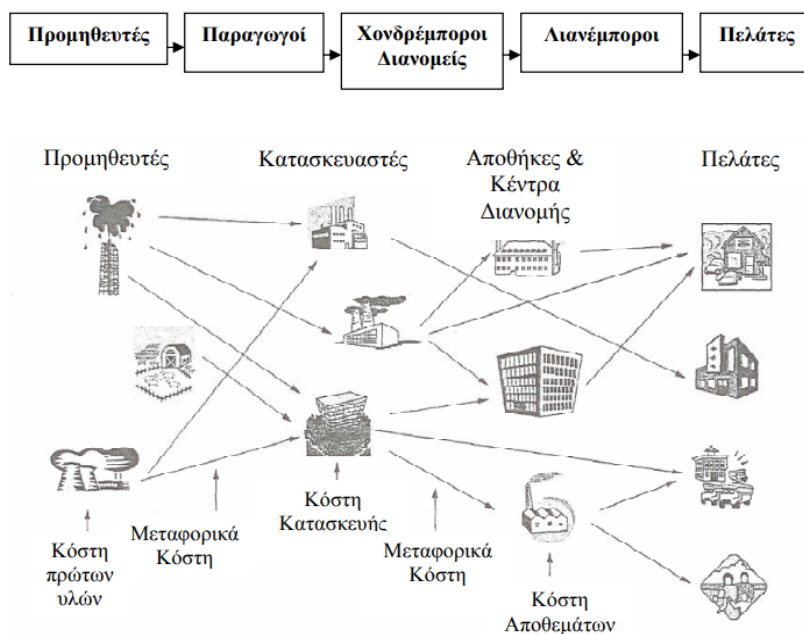 Προμηθευτές
Παραγωγοί
Χονδρέμποροι
Διανομείς
Λιανέμποροι
Πελάτες
Προμηθευτές
Κατασκευαστές
Αποθήκες &
Κέντρα
Διανομής
Πελάτες
Κόστη
πρώτων
υλών
Μεταφορικά
Κόστη
Κόστη
Κατασκευής
Μεταφορικά
Κόστη
Κόστη
Αποθεμάτων